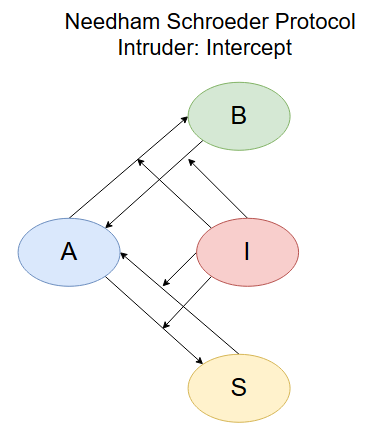 Needham Schroeder Protocol
Intruder: Intercept
B
A
I
S